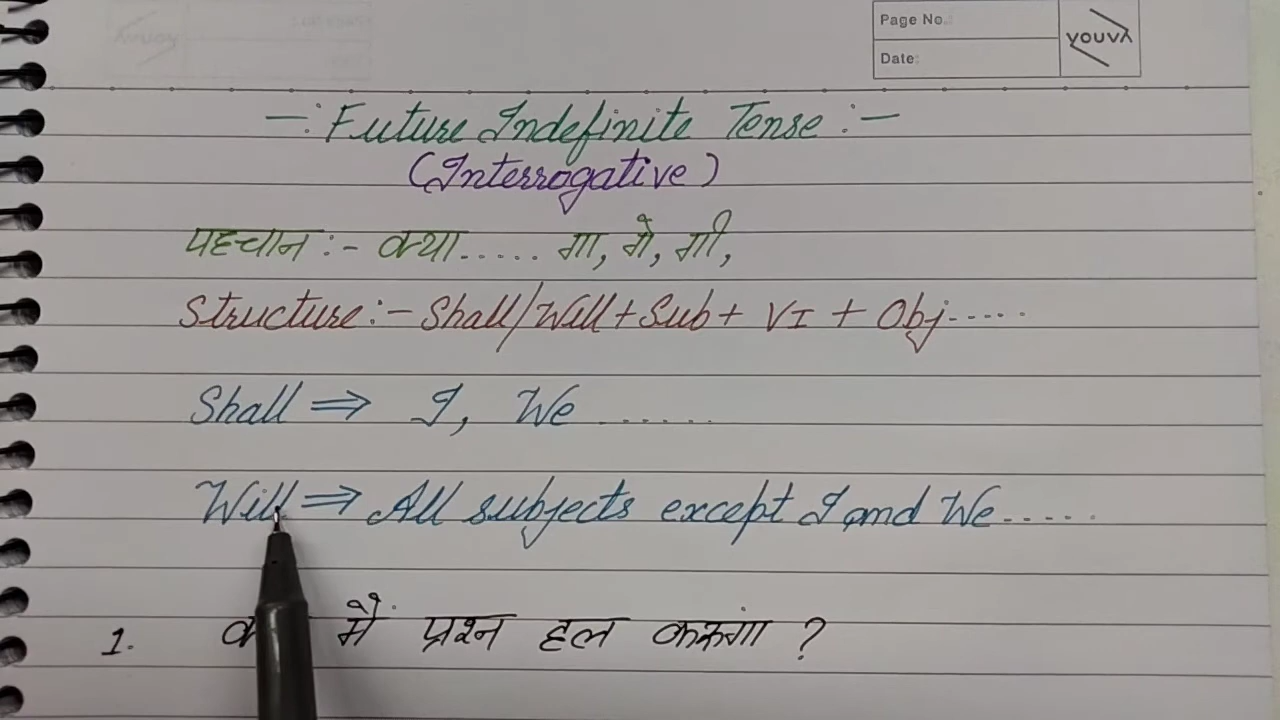 Page No.
Date:
YOUVA
-: Future Indefinite Tense :-
(Interrogative)
पहचान :- क्या..... गा, गे, गी,
Structure :- Shall/Will + Sub + VI + Obj.....
Shall ⇒ I, We ......
Will ⇒ All subjects except I and We.....
1. मैं प्रश्न हल करूंगा ?